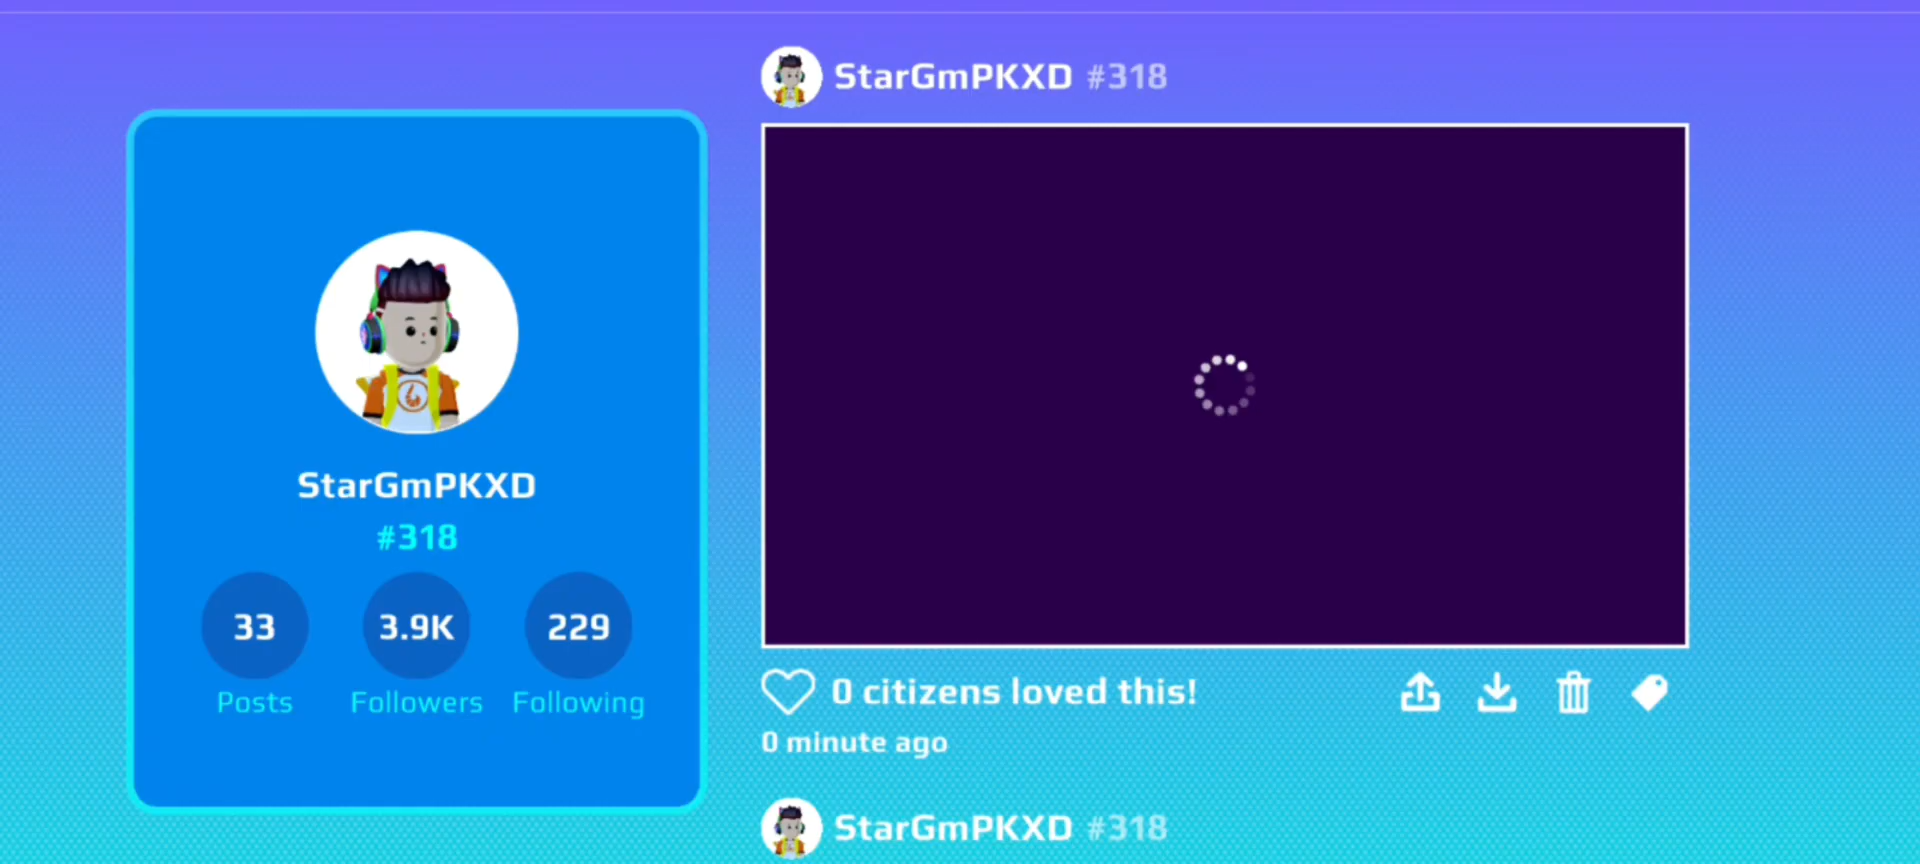 StarGmPKXD #318
StarGmPKXD
#318
33
3.9K
229
Posts
Followers
Following
0 citizens loved this!
0 minute ago
StarGmPKXD #318